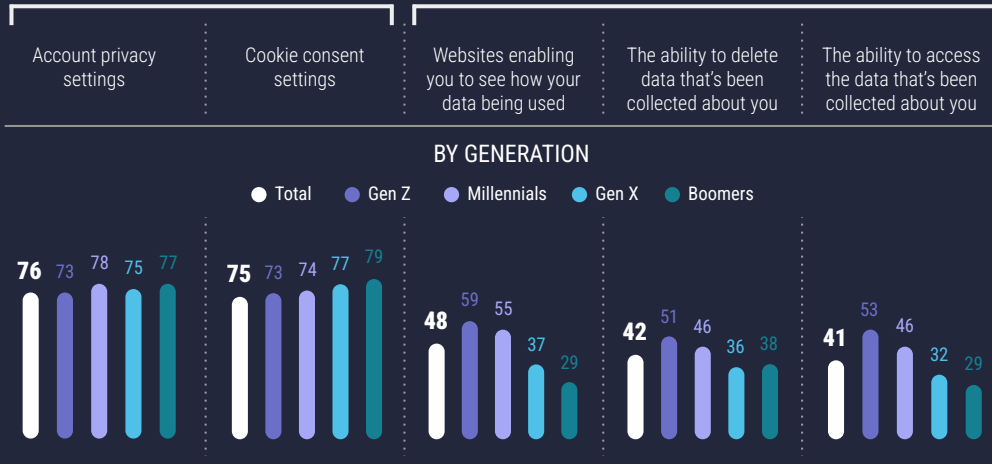 Account privacy
settings
Cookie consent
settings
Websites enabling
you to see how your
data being used
The ability to delete
data that's been
collected about you
The ability to access
the data that's been
collected about you
BY GENERATION
Total Gen Z Millennials Gen X Boomers
76 73 78 75 77
75 73 74 77 79
48 59 55 37 29
42 51 46 36 38
41 53 46 32 29